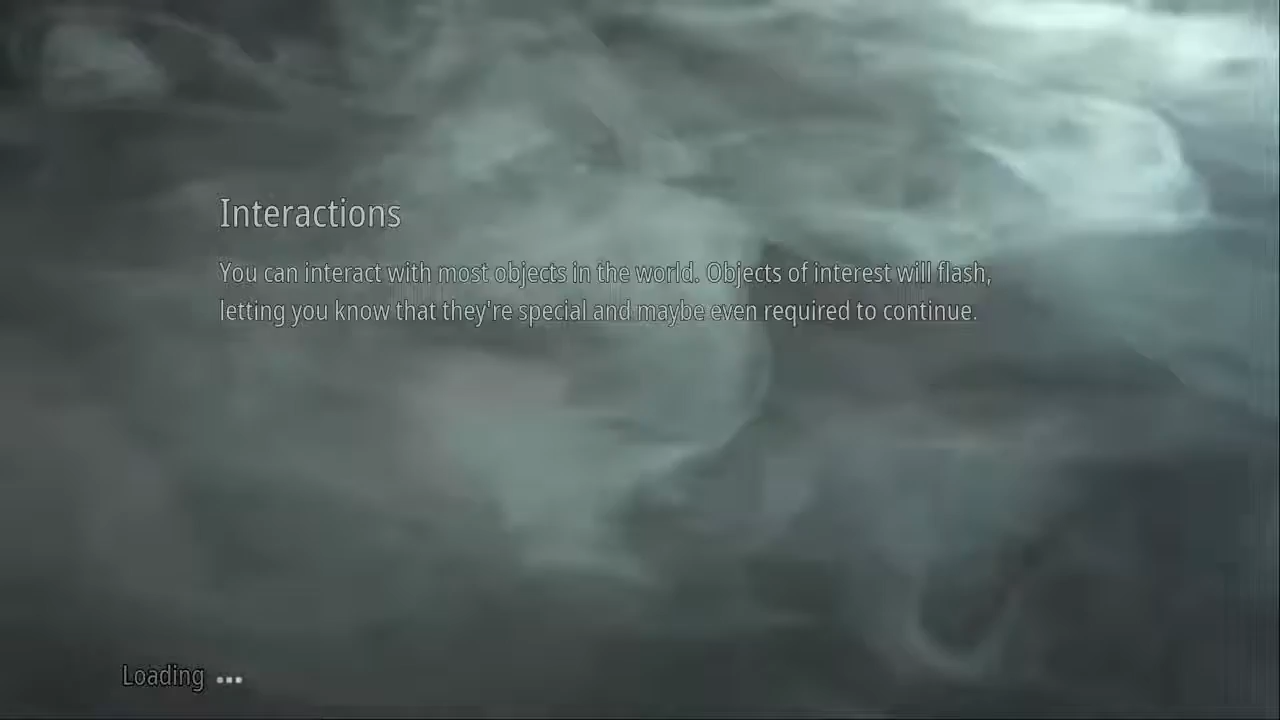 Interactions
You can interact with most objects in the world. Objects of interest will flash,
letting you know that they're special and maybe even required to continue.
Loading ...